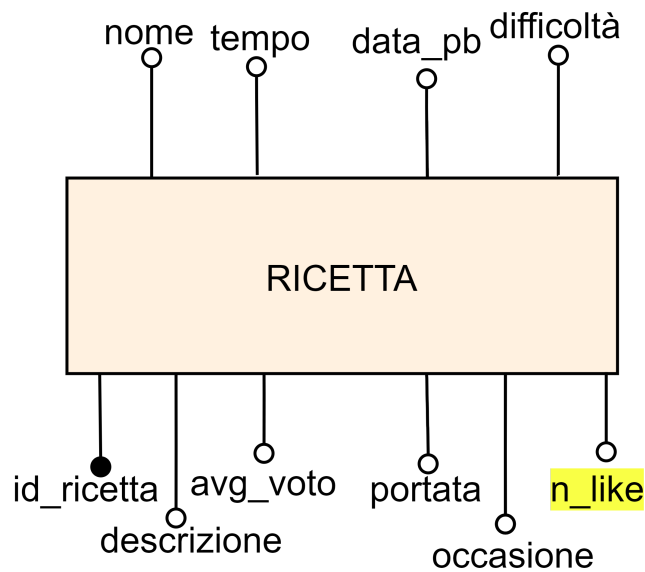 nome
tempo
data_pb
difficoltà
RICETTA
id_ricetta
avg_voto
portata
n_like
descrizione
occasione